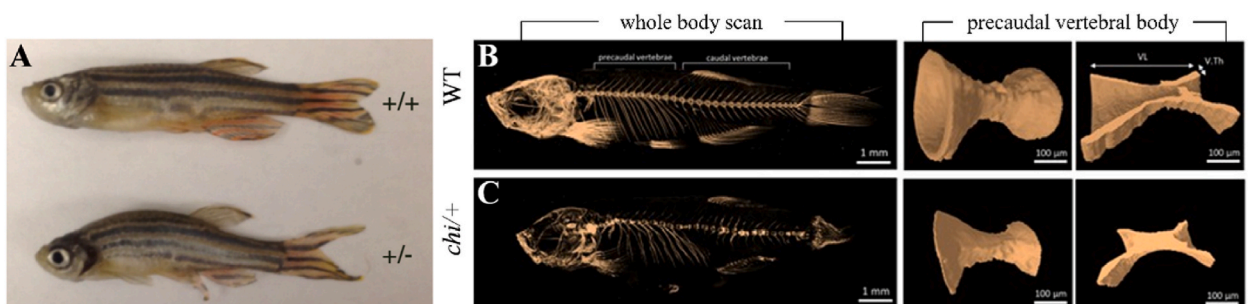 whole body scan
precaudal vertebral body
A
+/+
+/-
WT
B
precaudal vertebrae
caudal vertebrae
1 mm
100 µm
VL
V.Th
100 µm
chi/+
C
1 mm
100 µm
100 µm